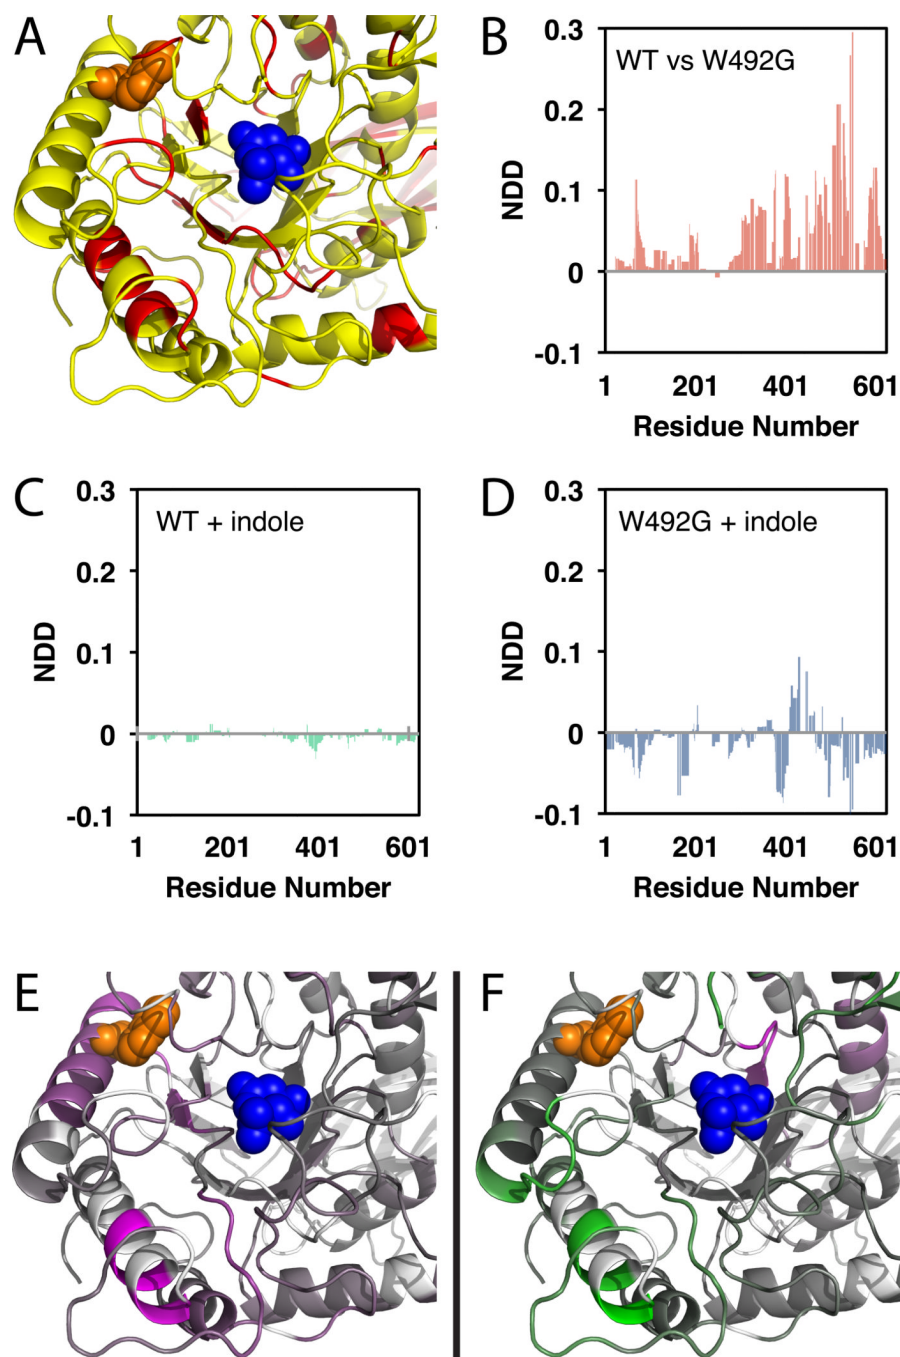 A
B
WT vs W492G
0.3
0.2
0.1
0
-0.1
NDD
1 201 401 601
Residue Number
C
WT + indole
0.3
0.2
0.1
0
-0.1
NDD
1 201 401 601
Residue Number
D
W492G + indole
0.3
0.2
0.1
0
-0.1
NDD
1 201 401 601
Residue Number
E
F